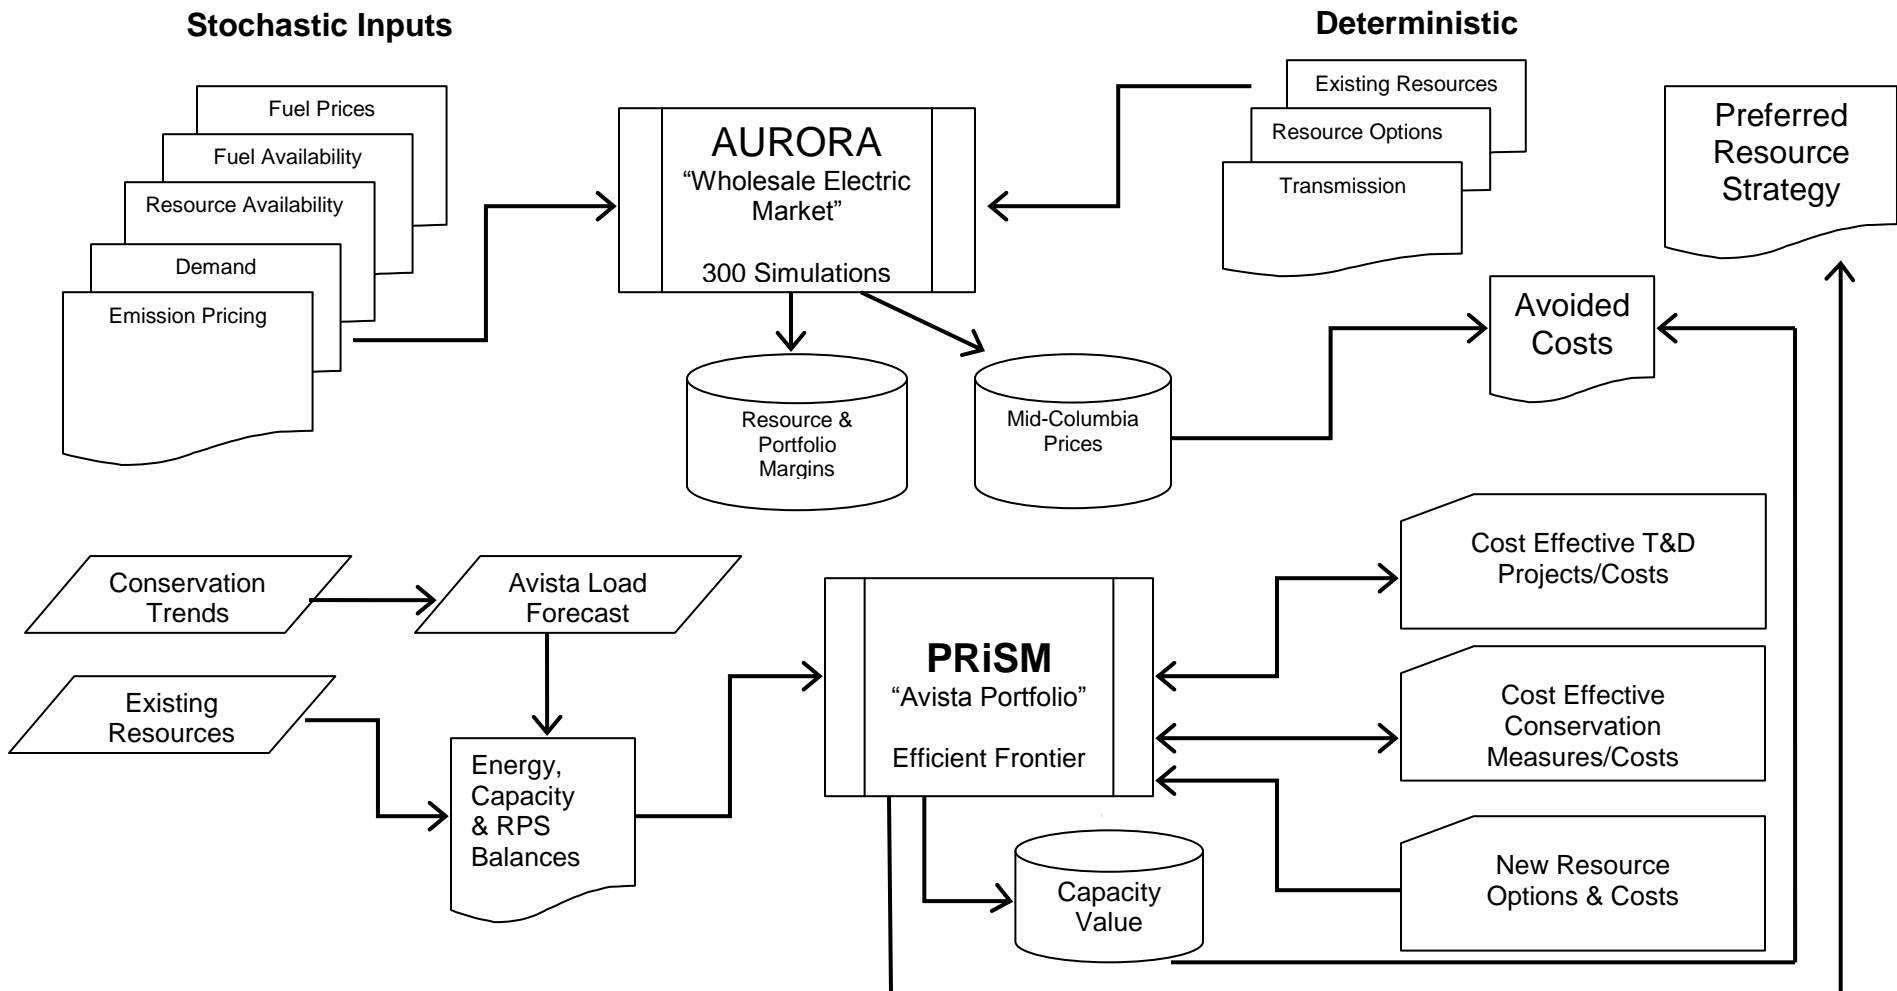 Stochastic Inputs
Deterministic
Fuel Prices
Fuel Availability
Resource Availability
Demand
Emission Pricing
AURORA
“Wholesale Electric
Market”
300 Simulations
Existing Resources
Resource Options
Transmission
Preferred
Resource
Strategy
Avoided
Costs
Resource &
Portfolio
Margins
Mid-Columbia
Prices
Conservation
Trends
Avista Load
Forecast
Existing
Resources
Energy,
Capacity
& RPS
Balances
PRiSM
“Avista Portfolio”
Efficient Frontier
Capacity
Value
Cost Effective T&D
Projects/Costs
Cost Effective
Conservation
Measures/Costs
New Resource
Options & Costs